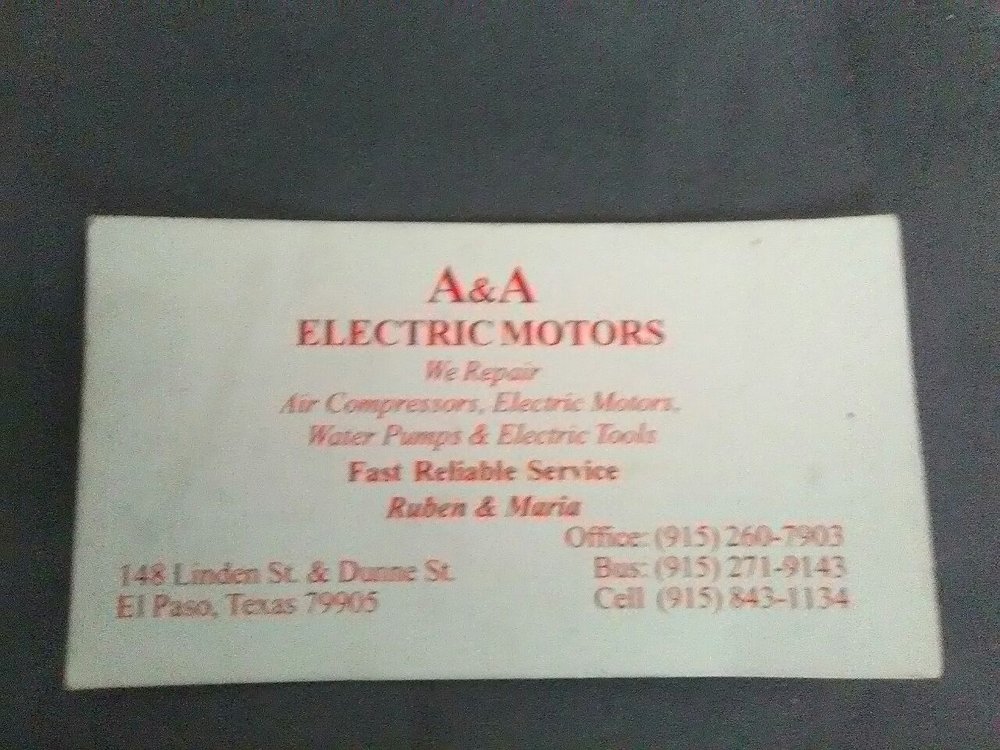 A&A
ELECTRIC MOTORS
We Repair
Air Compressors, Electric Motors,
Water Pumps & Electric Tools
Fast Reliable Service
Ruben & Maria
Office: (915) 260-7903
Bus: (915) 271-9143
Cell (915) 843-1134
148 Linden St. & Dunne St.
El Paso, Texas 79905